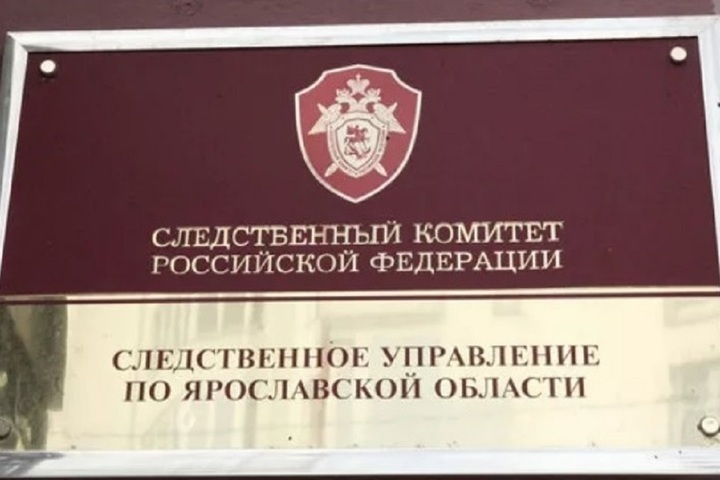 СЛЕДСТВЕННЫЙ КОМИТЕТ
РОССИЙСКОЙ ФЕДЕРАЦИИ
СЛЕДСТВЕННОЕ УПРАВЛЕНИЕ
ПО ЯРОСЛАВСКОЙ ОБЛАСТИ